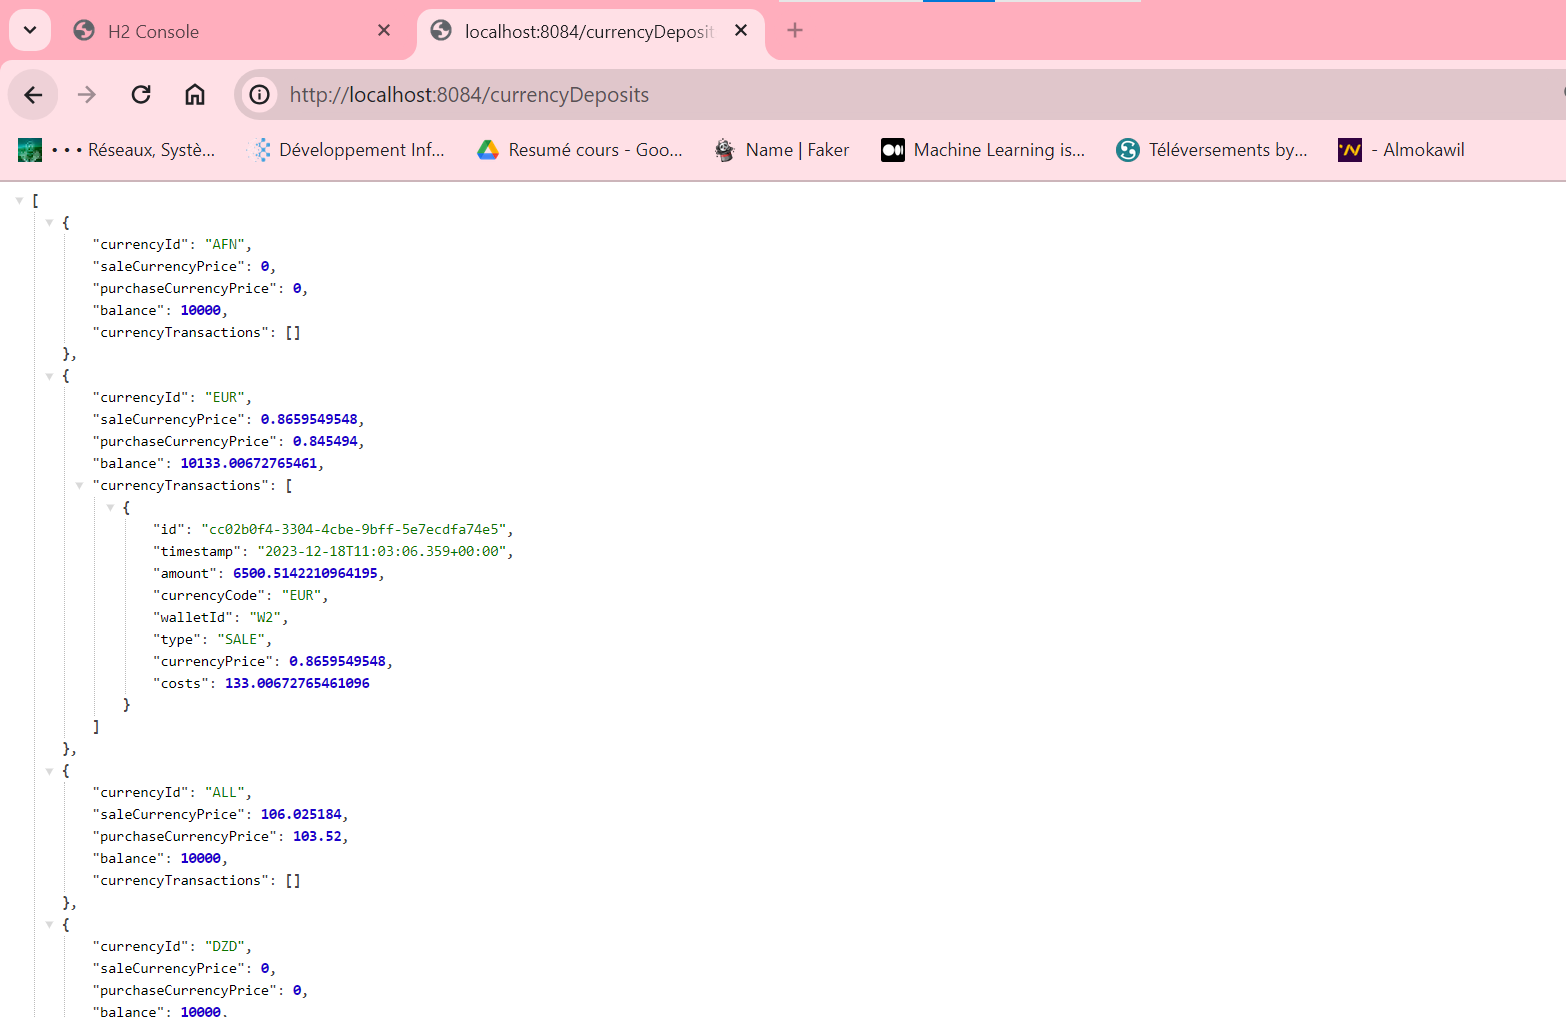 H2 Console
localhost:8084/currencyDeposit
http://localhost:8084/currencyDeposits
• • • Réseaux, Systè...
Développement Inf...
Resumé cours - Goo...
Name | Faker
Machine Learning is...
Téléversements by...
- Almokawil
[
{
"currencyId": "AFN",
"saleCurrencyPrice": 0,
"purchaseCurrencyPrice": 0,
"balance": 10000,
"currencyTransactions": []
},
{
"currencyId": "EUR",
"saleCurrencyPrice": 0.8659549548,
"purchaseCurrencyPrice": 0.845494,
"balance": 10133.00672765461,
"currencyTransactions": [
{
"id": "cc02b0f4-3304-4cbe-9bff-5e7ecdfa74e5",
"timestamp": "2023-12-18T11:03:06.359+00:00",
"amount": 6500.5142210964195,
"currencyCode": "EUR",
"walletId": "W2",
"type": "SALE",
"currencyPrice": 0.8659549548,
"costs": 133.00672765461096
}
]
},
{
"currencyId": "ALL",
"saleCurrencyPrice": 106.025184,
"purchaseCurrencyPrice": 103.52,
"balance": 10000,
"currencyTransactions": []
},
{
"currencyId": "DZD",
"saleCurrencyPrice": 0,
"purchaseCurrencyPrice": 0,
"balance": 10000,